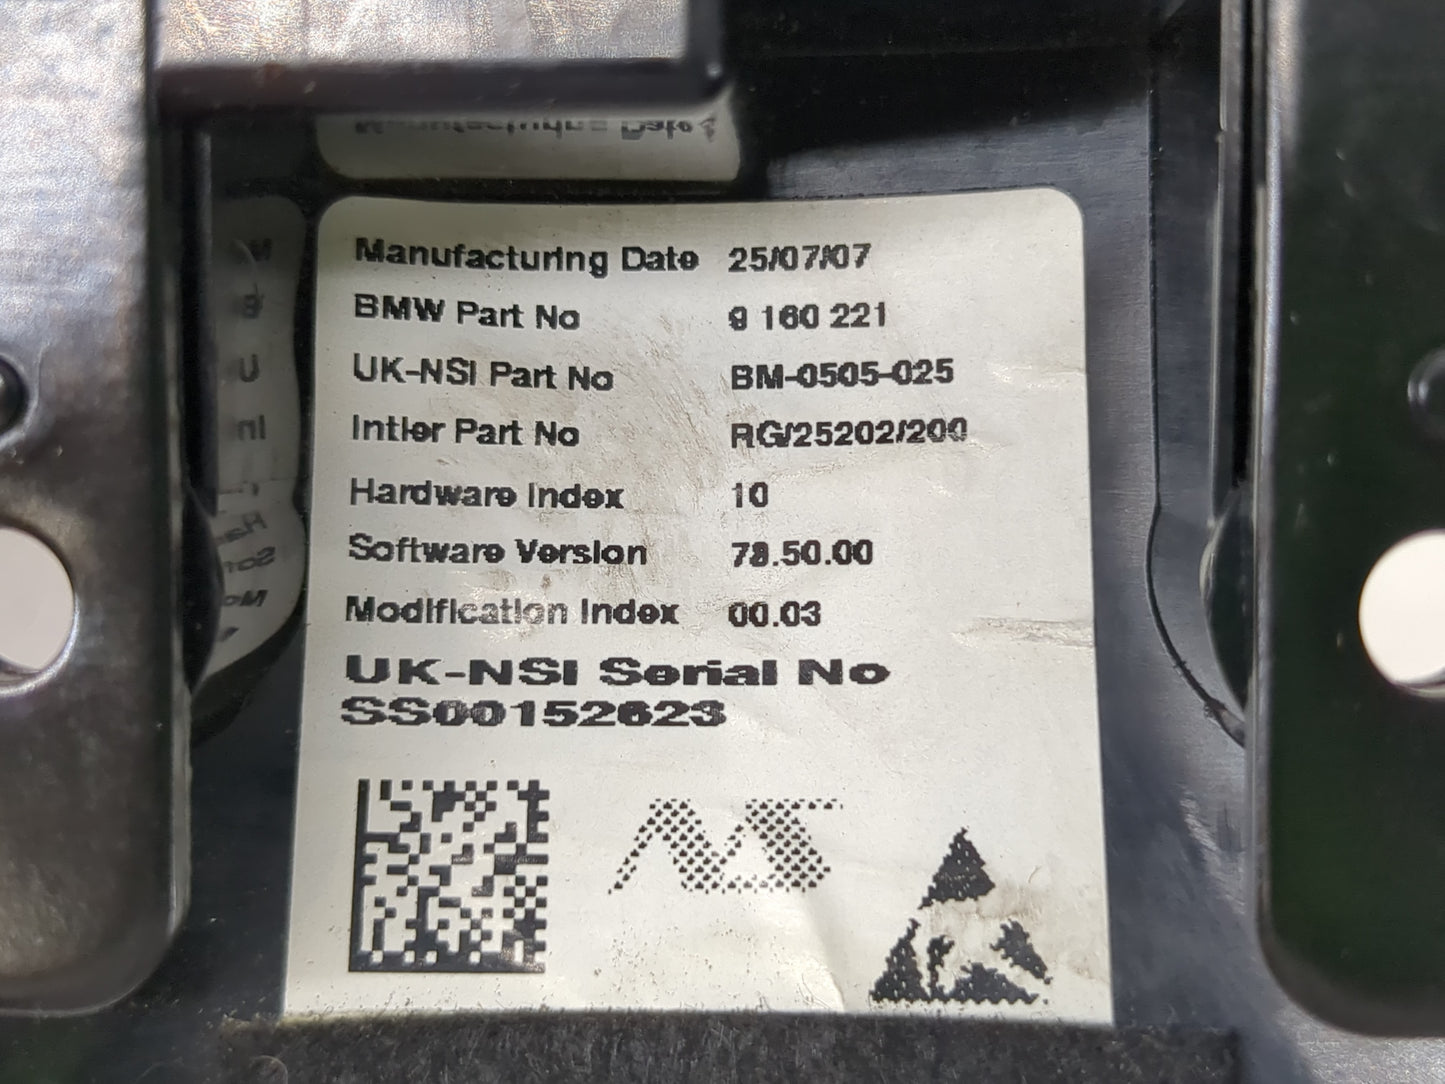 Manufacturing Date 25/07/07
BMW Part No 9 160 221
UK-NSI Part No BM-0505-025
Intier Part No RG/25202/200
Hardware Index 10
Software Version 78.50.00
Modification Index 00.03
UK-NSI Serial No
SS00152623